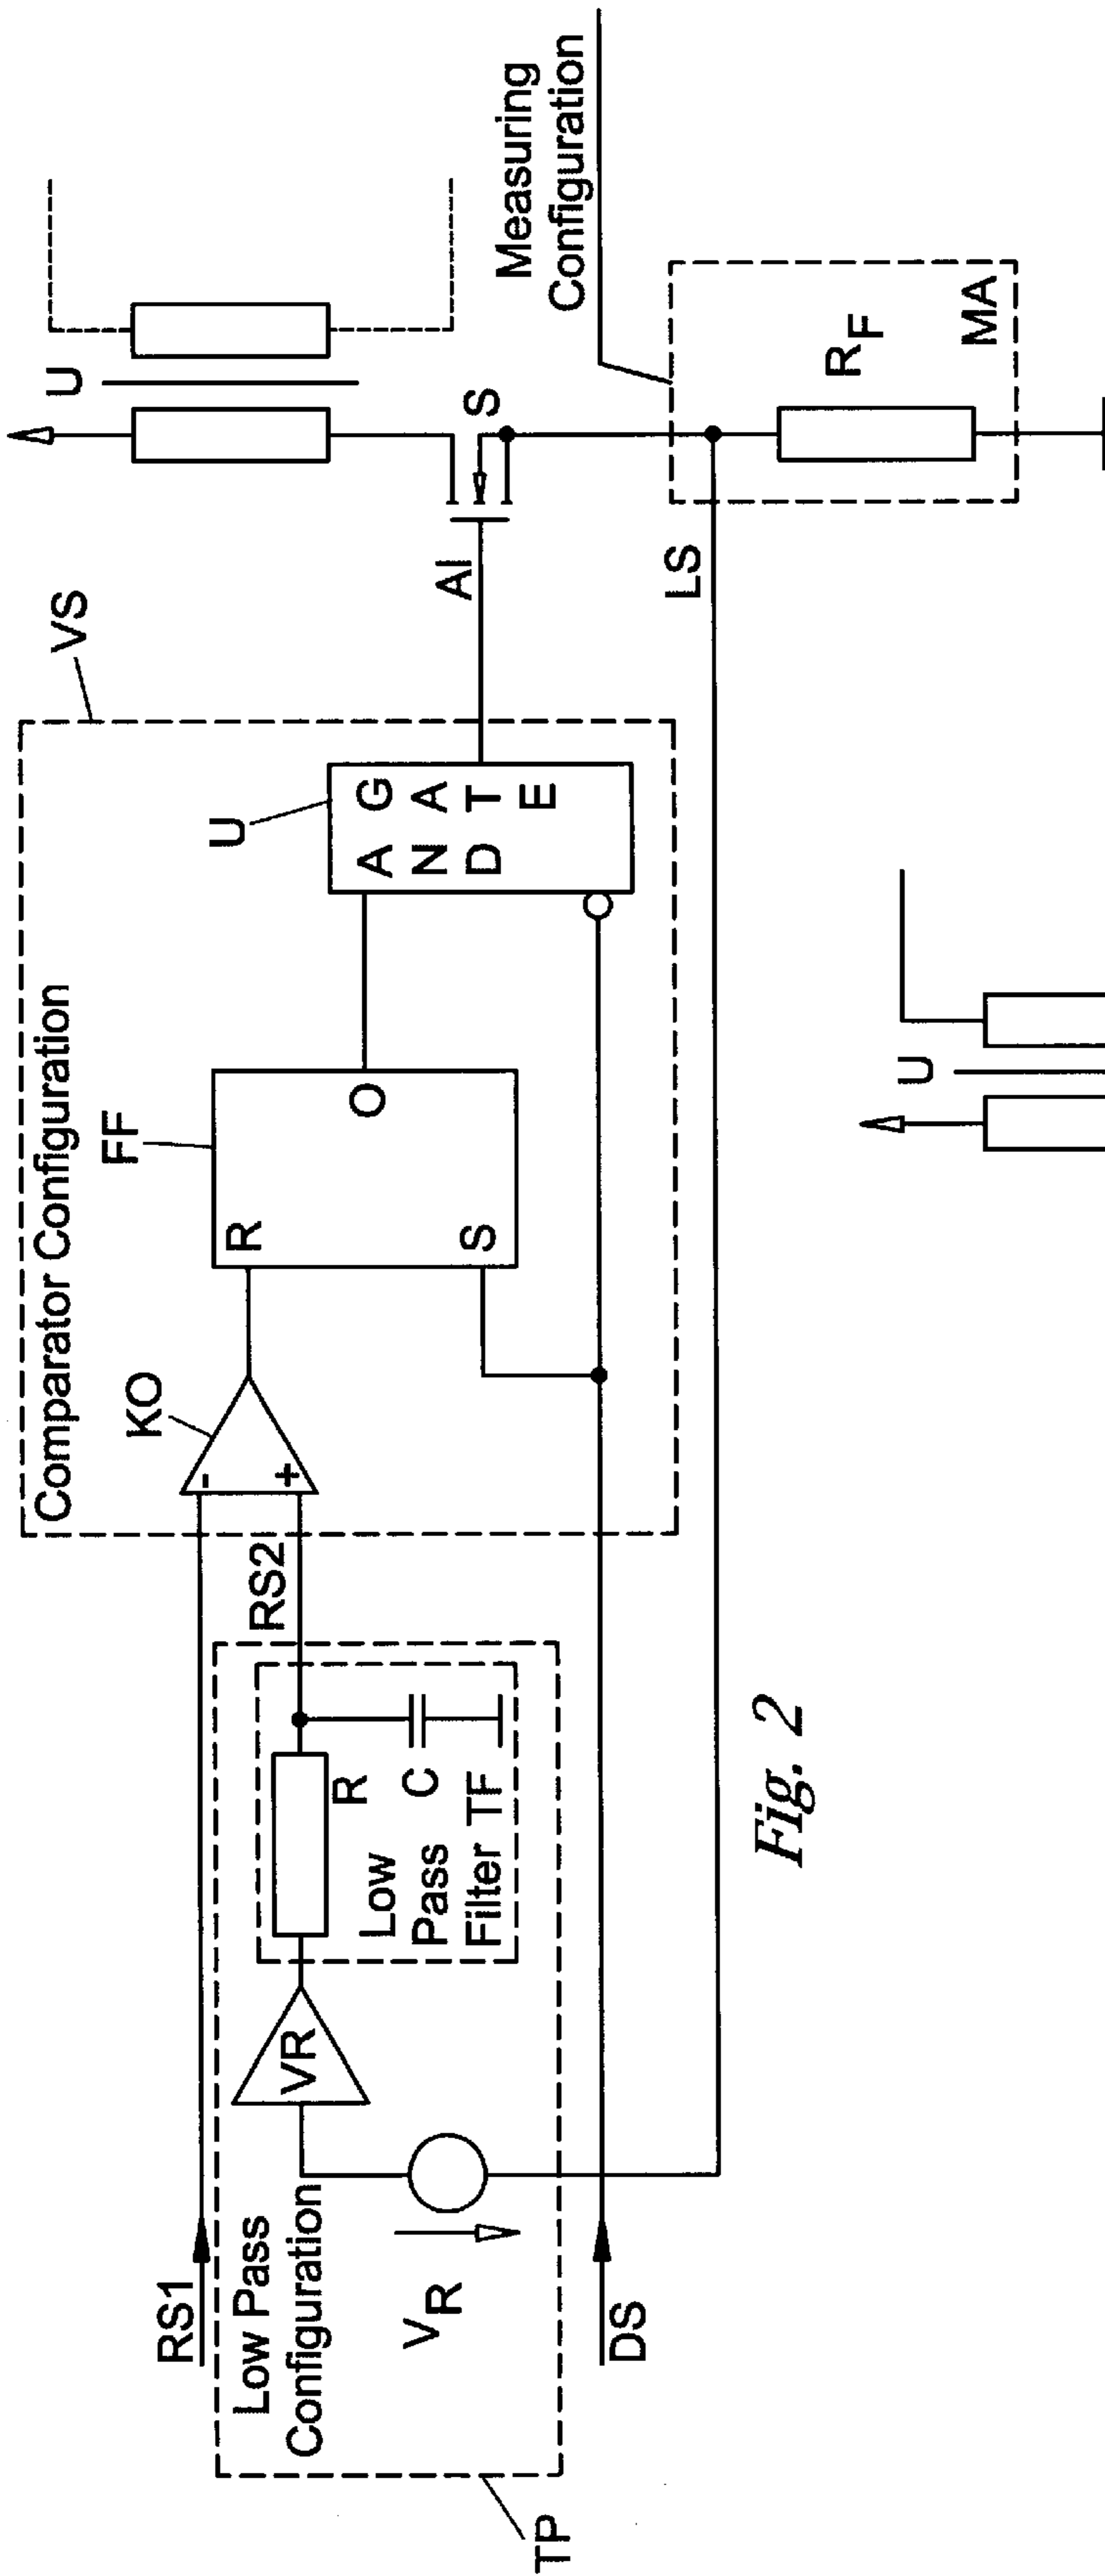 RS1
Low Pass
Configuration
V_R
VR
R
C
Low
Pass
Filter TF
TP
RS2
DS
Comparator Configuration
KO
-
+
FF
R
S
O
U
AND
GATE
VS
AI
S
U
LS
Measuring
Configuration
R_F
MA
Fig. 2
U